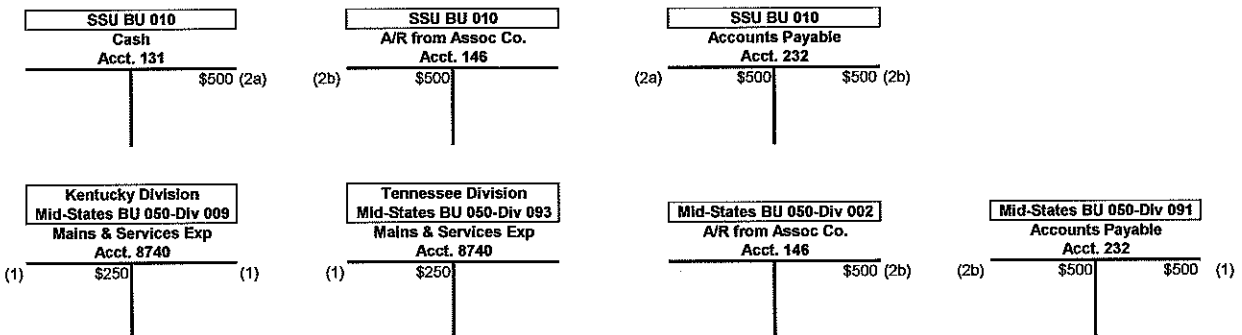 SSU BU 010
Cash
Acct. 131
$500 (2a)
SSU BU 010
A/R from Assoc Co.
Acct. 146
(2b) $500
SSU BU 010
Accounts Payable
Acct. 232
(2a) $500 $500 (2b)
Kentucky Division
Mid-States BU 050-Div 009
Mains & Services Exp
Acct. 8740
(1) $250 (1)
Tennessee Division
Mid-States BU 050-Div 093
Mains & Services Exp
Acct. 8740
(1) $250
Mid-States BU 050-Div 002
A/R from Assoc Co.
Acct. 146
$500 (2b)
Mid-States BU 050-Div 091
Accounts Payable
Acct. 232
(2b) $500 $500 (1)